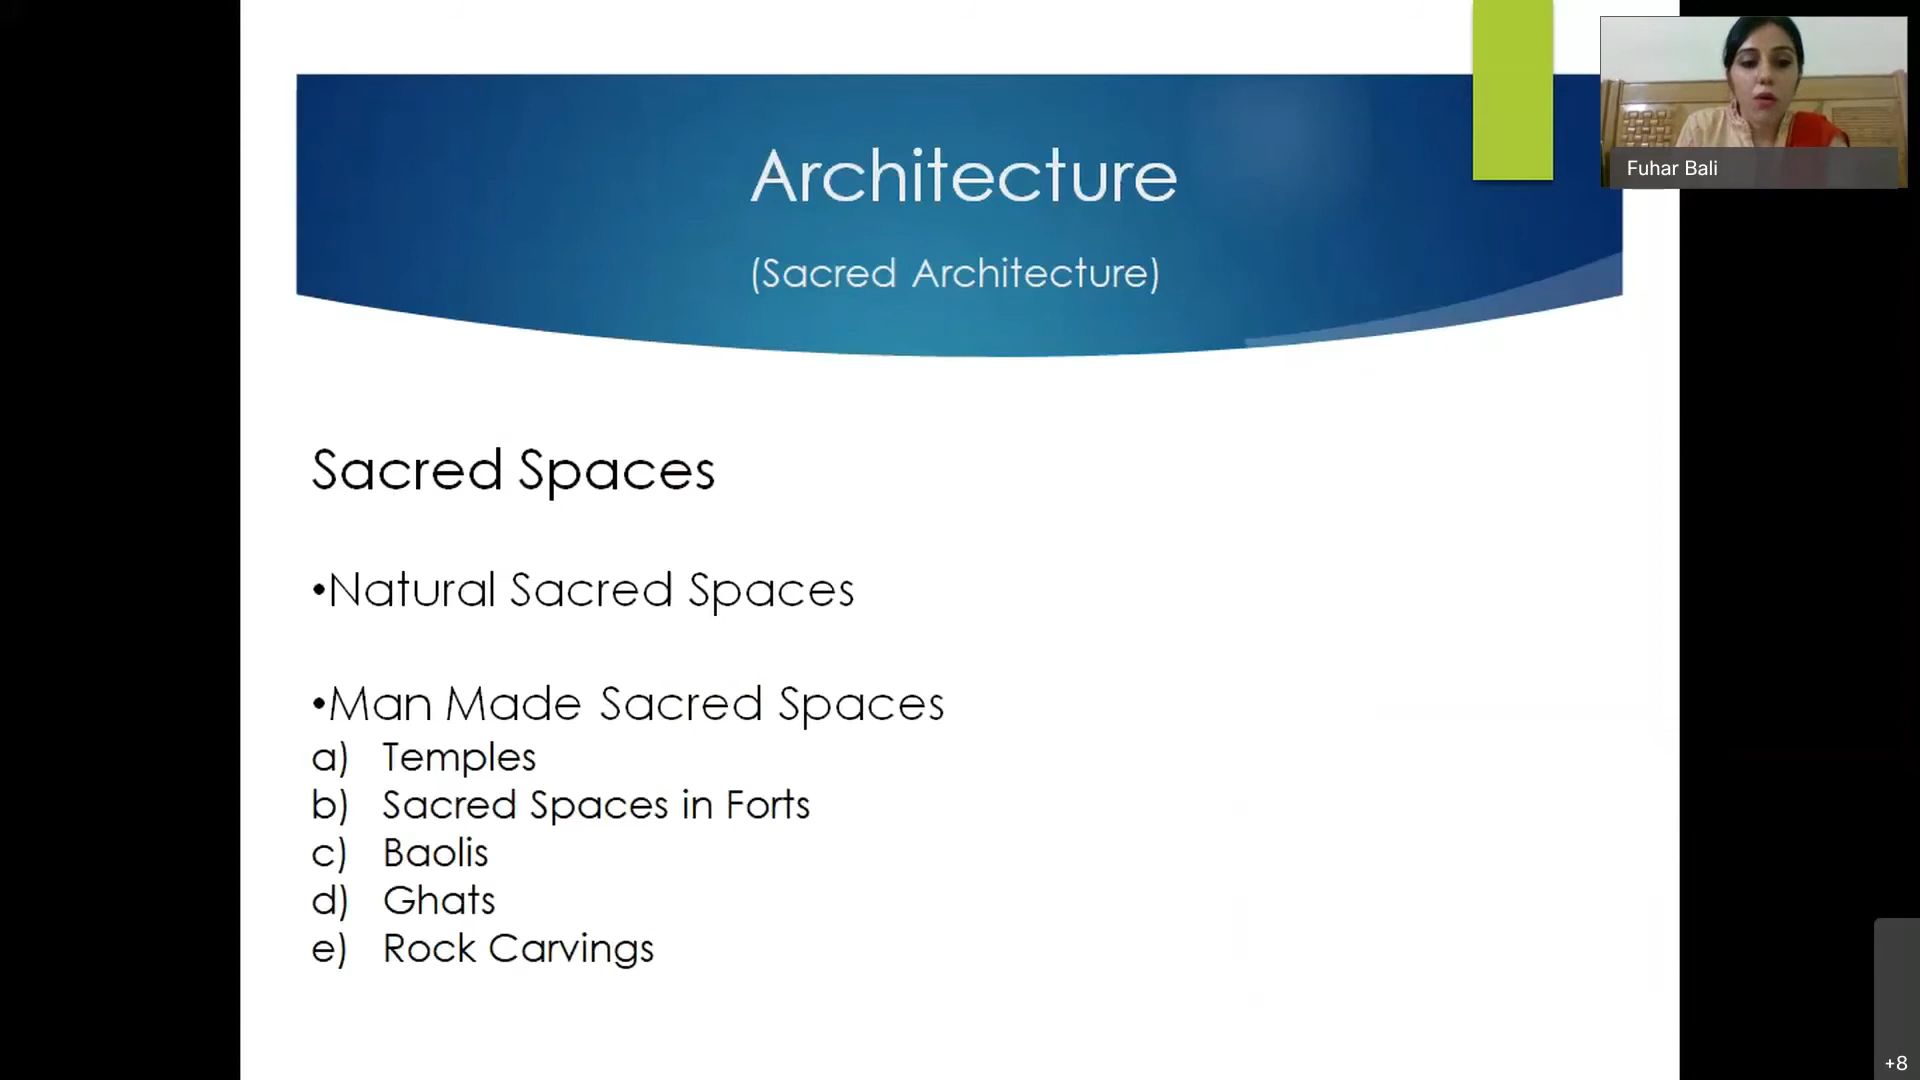 Architecture
(Sacred Architecture)
Fuhar Bali
Sacred Spaces
•Natural Sacred Spaces
•Man Made Sacred Spaces
a) Temples
b) Sacred Spaces in Forts
c) Baolis
d) Ghats
e) Rock Carvings
+8